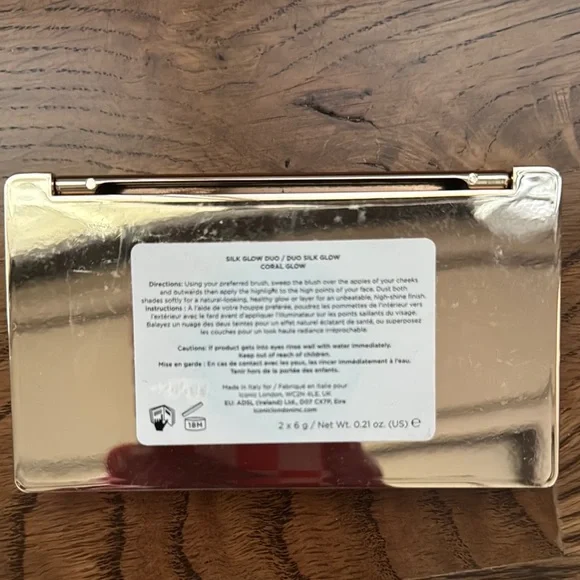 SILK GLOW DUO / DUO SILK GLOW
CORAL GLOW
Directions: Using your preferred brush, sweep the blush over the apples of your cheeks
and outwards then apply the highlight to the high points of your face. Dust both
shades softly for a natural-looking, healthy glow or layer for an unbeatable, high-shine finish.
Instructions : À l'aide de votre houppe préférée, poudrez les pommettes de l'intérieur vers
l'extérieur avec le fard avant d'appliquer l'illuminateur sur les points saillants du visage.
Balayez un nuage des deux teintes pour un effet naturel éclatant de santé, ou superposez
les couches pour un look haute radiance irréprochable.
Caution: If product gets into eyes rinse well with water immediately.
Keep out of reach of children.
Mise en garde : En cas de contact avec les yeux, les rincer immédiatement à l'eau.
Tenir hors de la portée des enfants.
Made in Italy for / Fabriqué en Italie pour
Iconic London, WC2N 4LE, UK
EU: ADSL (Ireland) Ltd., D07 CX7P, Eire
iconiclondoninc.com
18M
2 x 6 g / Net Wt. 0.21 oz. (US) e